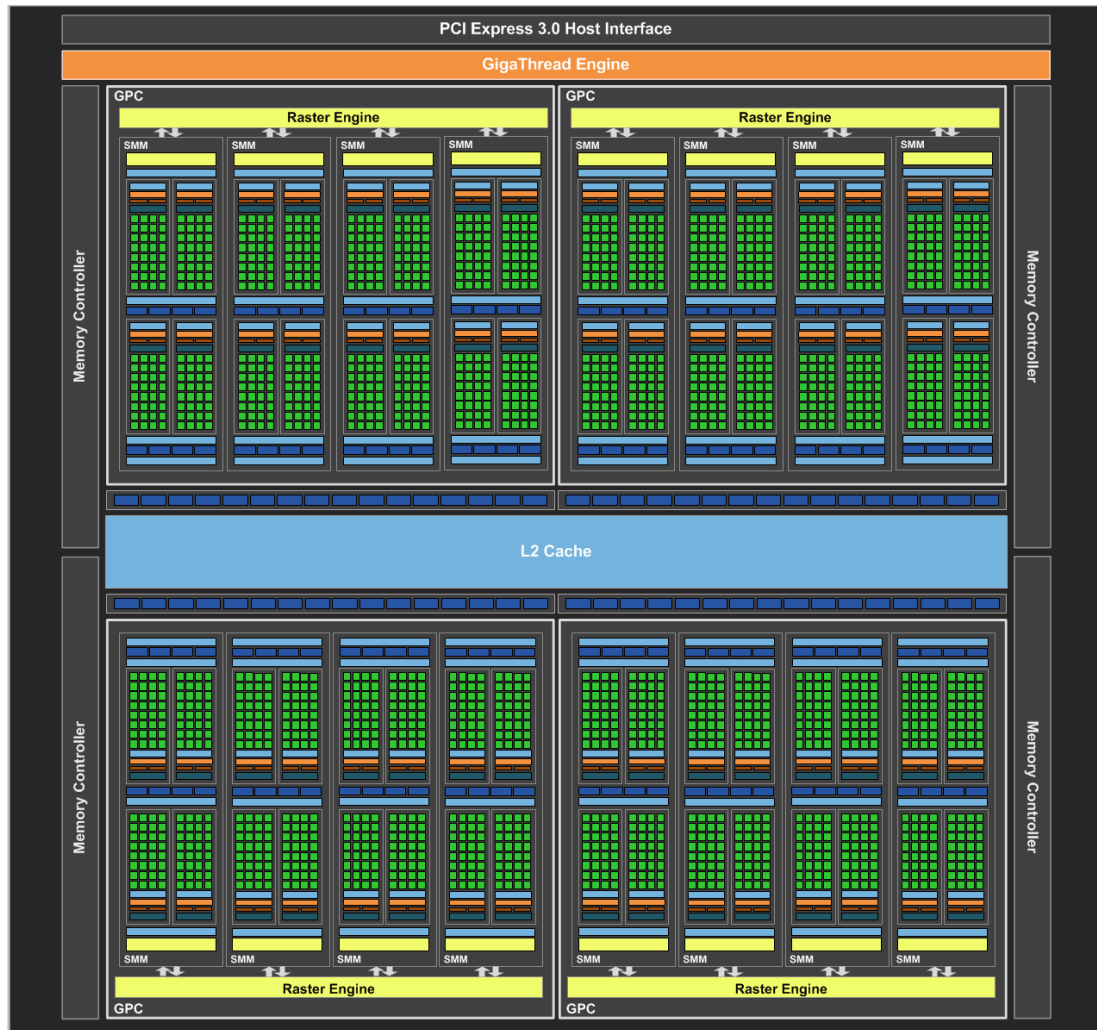 PCI Express 3.0 Host Interface
GigaThread Engine
GPC
GPC
Raster Engine
Raster Engine
SMM
SMM
SMM
SMM
SMM
SMM
SMM
SMM
Memory Controller
Memory Controller
L2 Cache
Memory Controller
Memory Controller
SMM
SMM
SMM
SMM
SMM
SMM
SMM
SMM
Raster Engine
Raster Engine
GPC
GPC